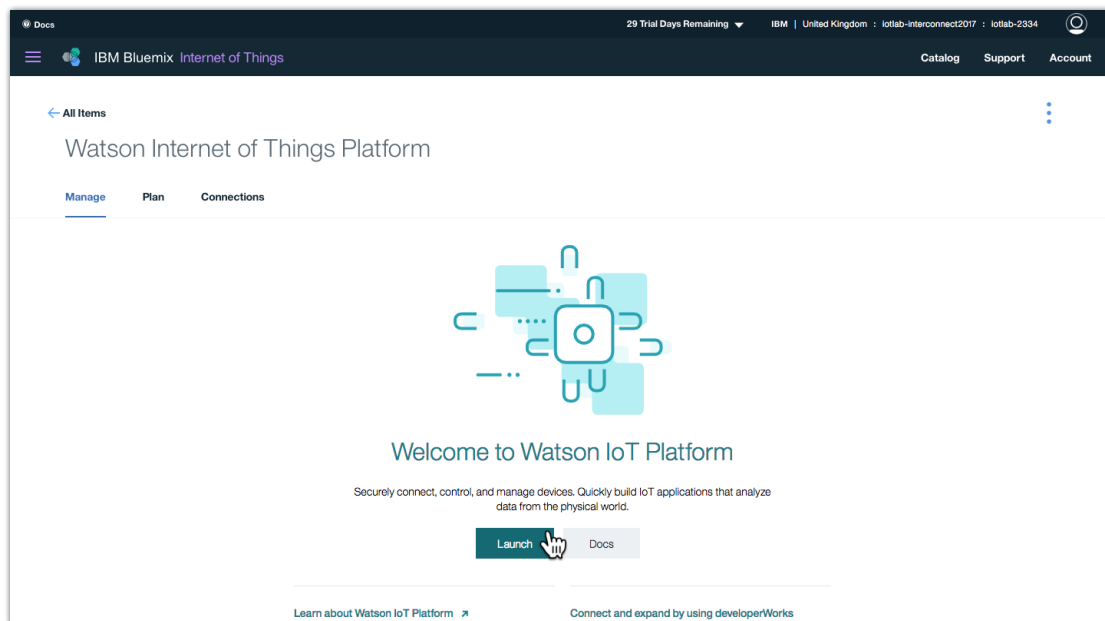 Docs
29 Trial Days Remaining IBM | United Kingdom : iotlab-interconnect2017 : iotlab-2334
IBM Bluemix Internet of Things
Catalog Support Account
All Items
Watson Internet of Things Platform
Manage Plan Connections
Welcome to Watson IoT Platform
Securely connect, control, and manage devices. Quickly build IoT applications that analyze
data from the physical world.
Launch Docs
Learn about Watson IoT Platform Connect and expand by using developerWorks